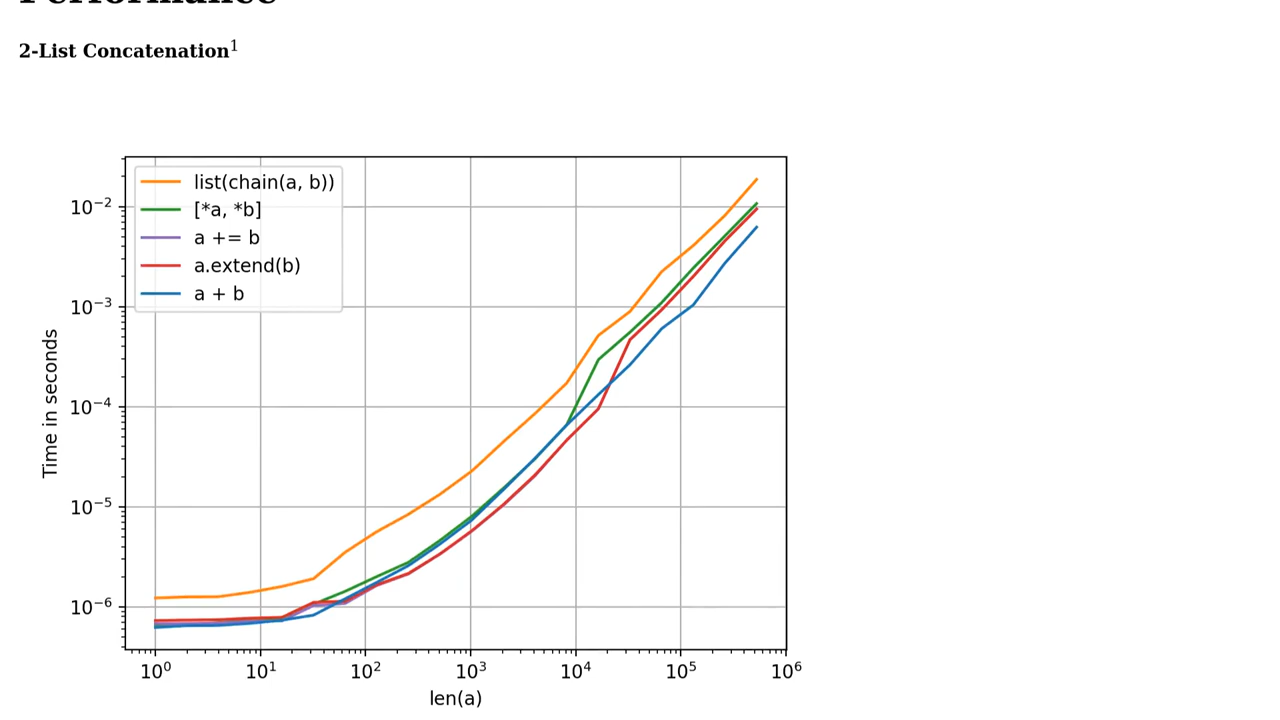 Performance
2-List Concatenation¹
list(chain(a, b))
[*a, *b]
a += b
a.extend(b)
a + b
10⁻²
10⁻³
10⁻⁴
10⁻⁵
10⁻⁶
Time in seconds
10⁰ 10¹ 10² 10³ 10⁴ 10⁵ 10⁶
len(a)